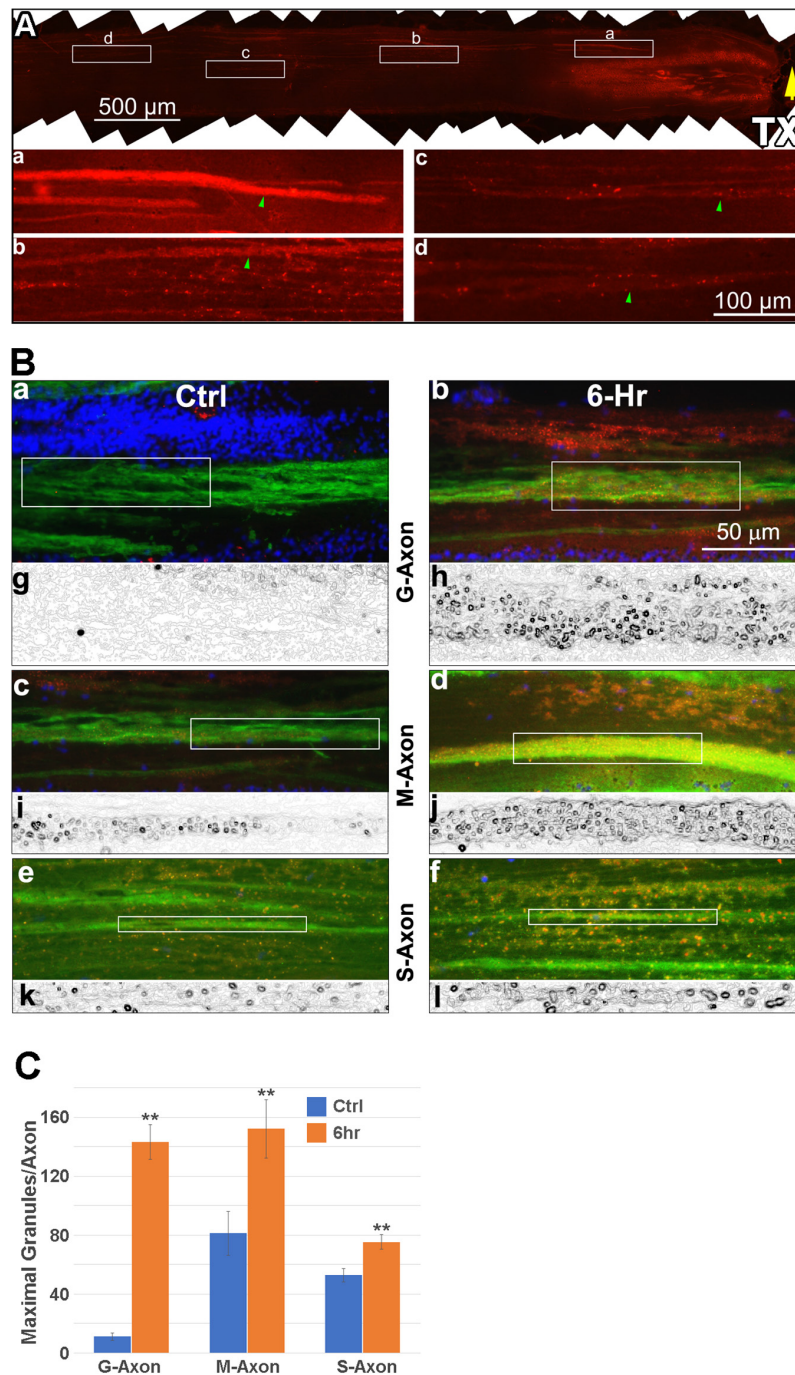 A
d
c
b
a
500 µm
TX
a
c
b
d
100 µm
B
a
Ctrl
b
6-Hr
50 µm
G-Axon
g
h
c
d
M-Axon
i
j
e
f
S-Axon
k
l
C
Maximal Granules/Axon
160
120
80
40
0
**
**
**
Ctrl
6hr
G-Axon
M-Axon
S-Axon